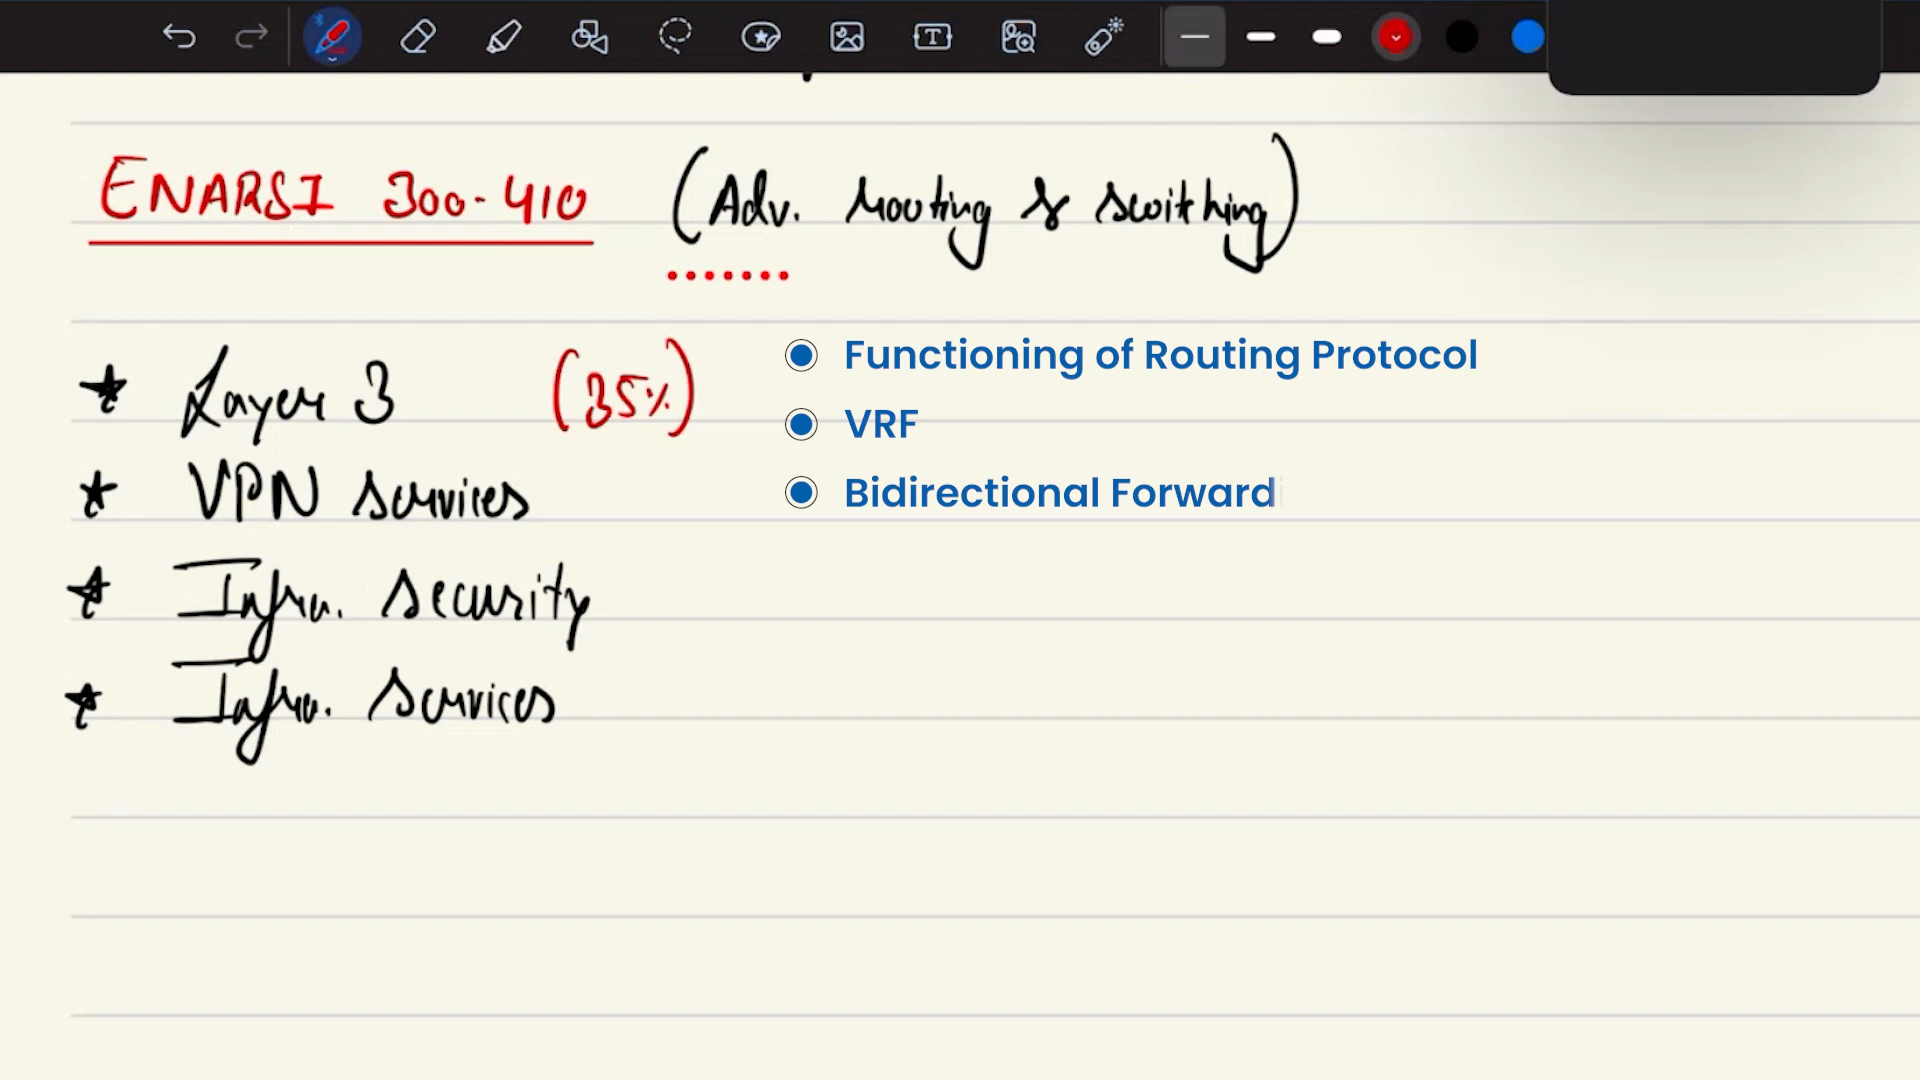 ENARSI 300-410 (Adv. routing & switching)
* Layer 3 (35%)
Functioning of Routing Protocol
VRF
Bidirectional Forward
* VPN services
* Infra. security
* Infra. services